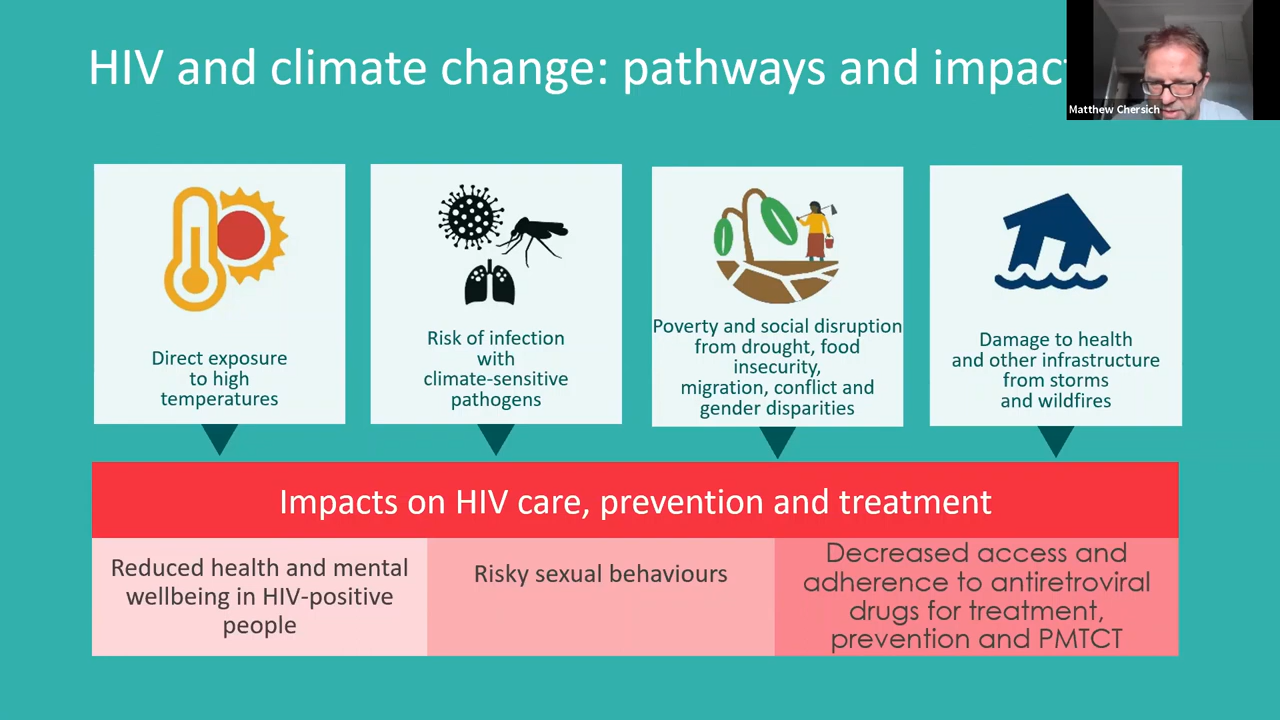 HIV and climate change: pathways and impac
Matthew Chersich
Direct exposure
to high
temperatures
Risk of infection
with
climate-sensitive
pathogens
Poverty and social disruption
from drought, food
insecurity,
migration, conflict and
gender disparities
Damage to health
and other infrastructure
from storms
and wildfires
Impacts on HIV care, prevention and treatment
Reduced health and mental
wellbeing in HIV-positive
people
Risky sexual behaviours
Decreased access and
adherence to antiretroviral
drugs for treatment,
prevention and PMTCT